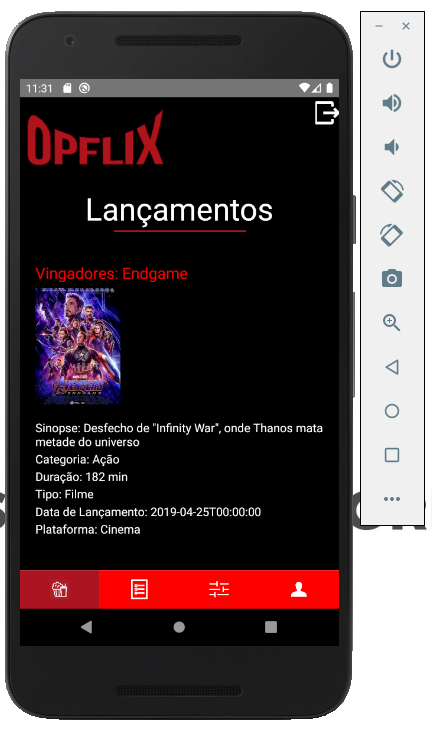 11:31
OPFLIX
Lançamentos
Vingadores: Endgame
AVENGERS
Sinopse: Desfecho de "Infinity War", onde Thanos mata
metade do universo
Categoria: Ação
Duração: 182 min
Tipo: Filme
Data de Lançamento: 2019-04-25T00:00:00
Plataforma: Cinema